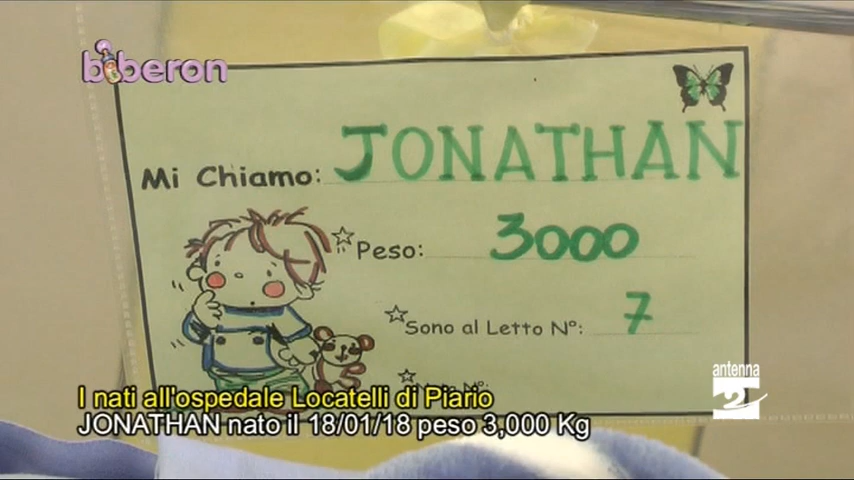 biberon
Mi Chiamo: JONATHAN
Peso: 3000
Sono al Letto N°: 7
N°:
I nati all'ospedale Locatelli di Piario
JONATHAN nato il 18/01/18 peso 3,000 Kg
antenna
2